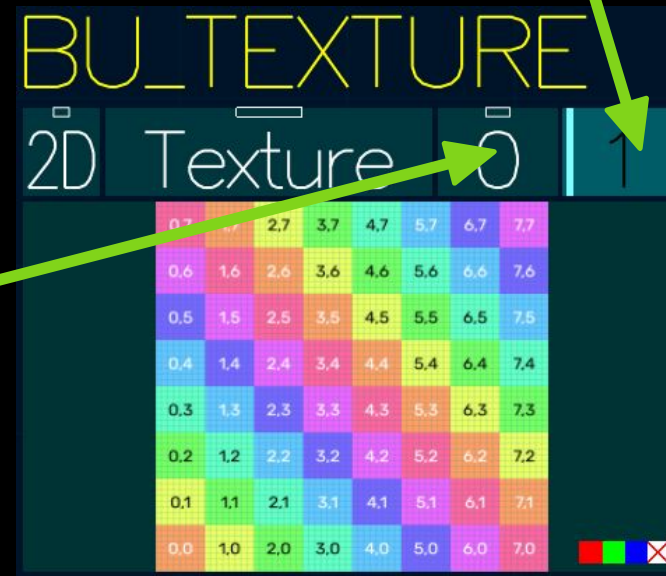 BU_TEXTURE
2D Texture 0 1
0,7 1,7 2,7 3,7 4,7 5,7 6,7 7,7
0,6 1,6 2,6 3,6 4,6 5,6 6,6 7,6
0,5 1,5 2,5 3,5 4,5 5,5 6,5 7,5
0,4 1,4 2,4 3,4 4,4 5,4 6,4 7,4
0,3 1,3 2,3 3,3 4,3 5,3 6,3 7,3
0,2 1,2 2,2 3,2 4,2 5,2 6,2 7,2
0,1 1,1 2,1 3,1 4,1 5,1 6,1 7,1
0,0 1,0 2,0 3,0 4,0 5,0 6,0 7,0